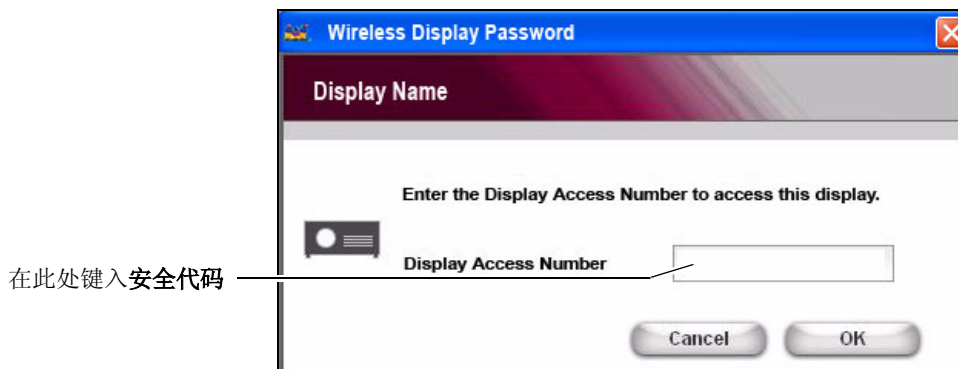 Wireless Display Password
Display Name
Enter the Display Access Number to access this display.
在此处键入安全代码
Display Access Number
Cancel
OK